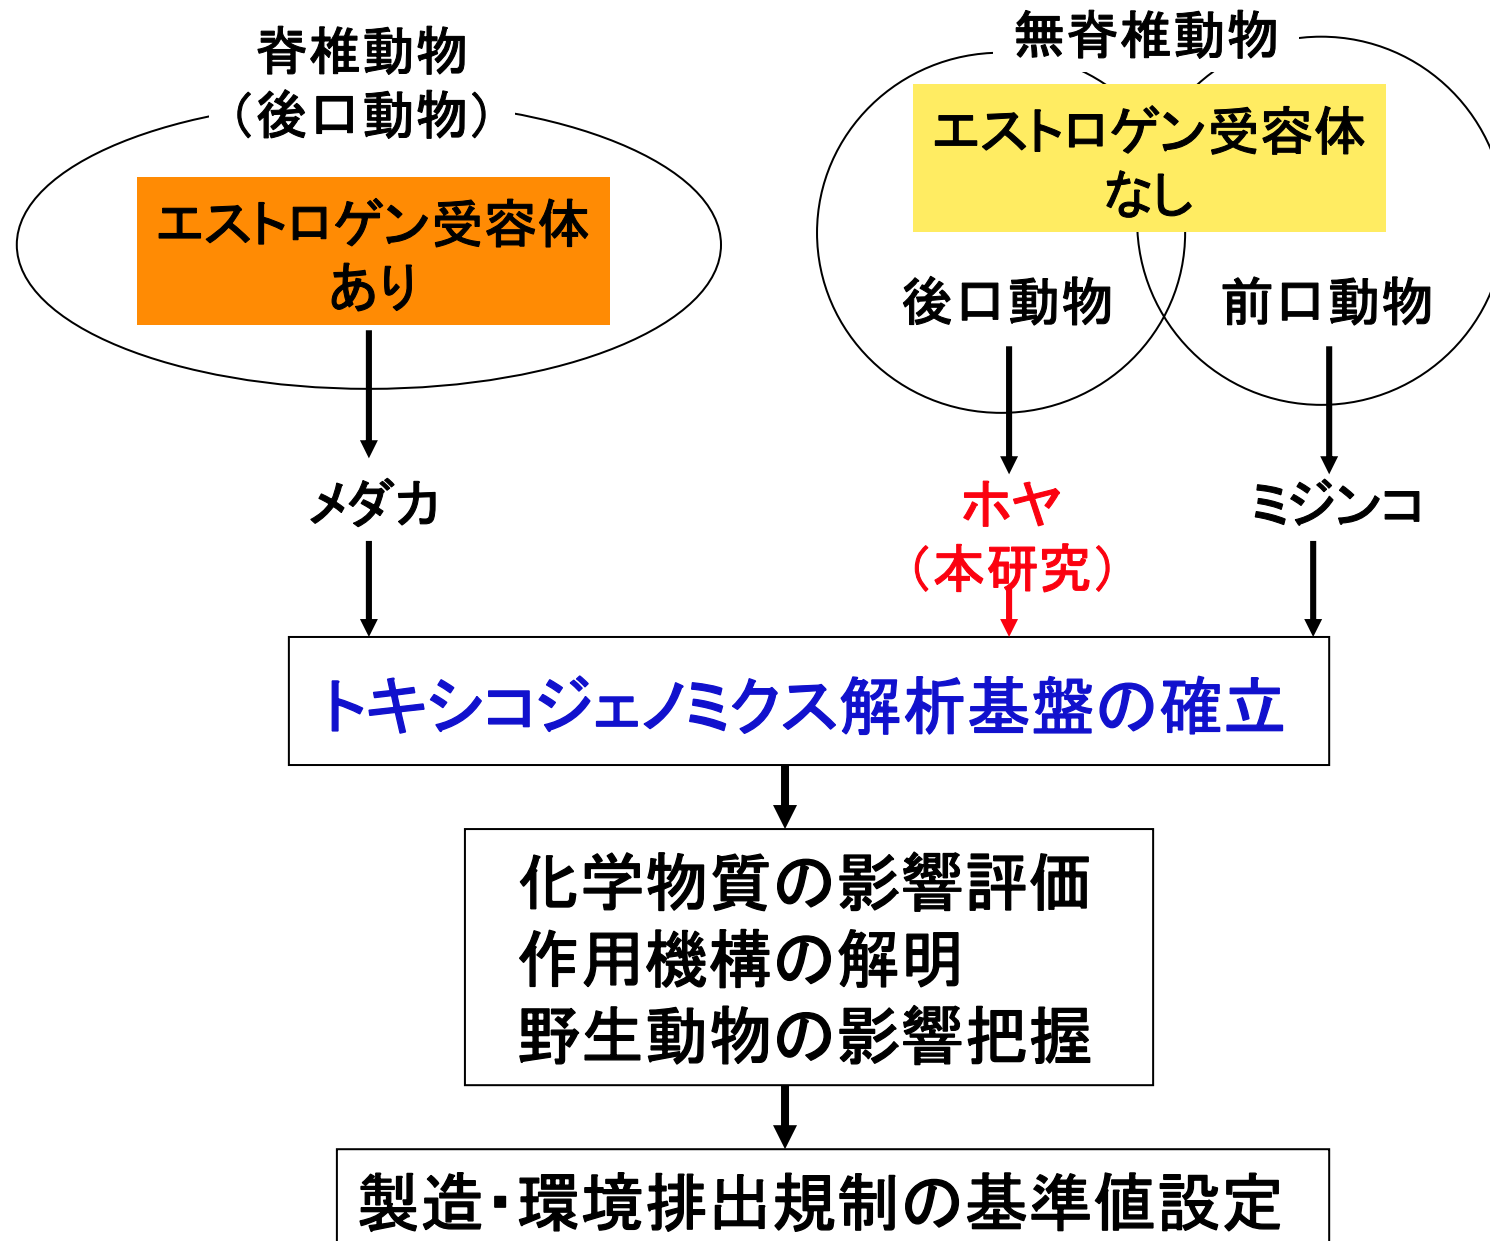 脊椎動物
（後口動物）
エストロゲン受容体
あり
メダカ
無脊椎動物
エストロゲン受容体
なし
後口動物
前口動物
ホヤ
（本研究）
ミジンコ
トキシコジェノミクス解析基盤の確立
化学物質の影響評価
作用機構の解明
野生動物の影響把握
製造・環境排出規制の基準値設定